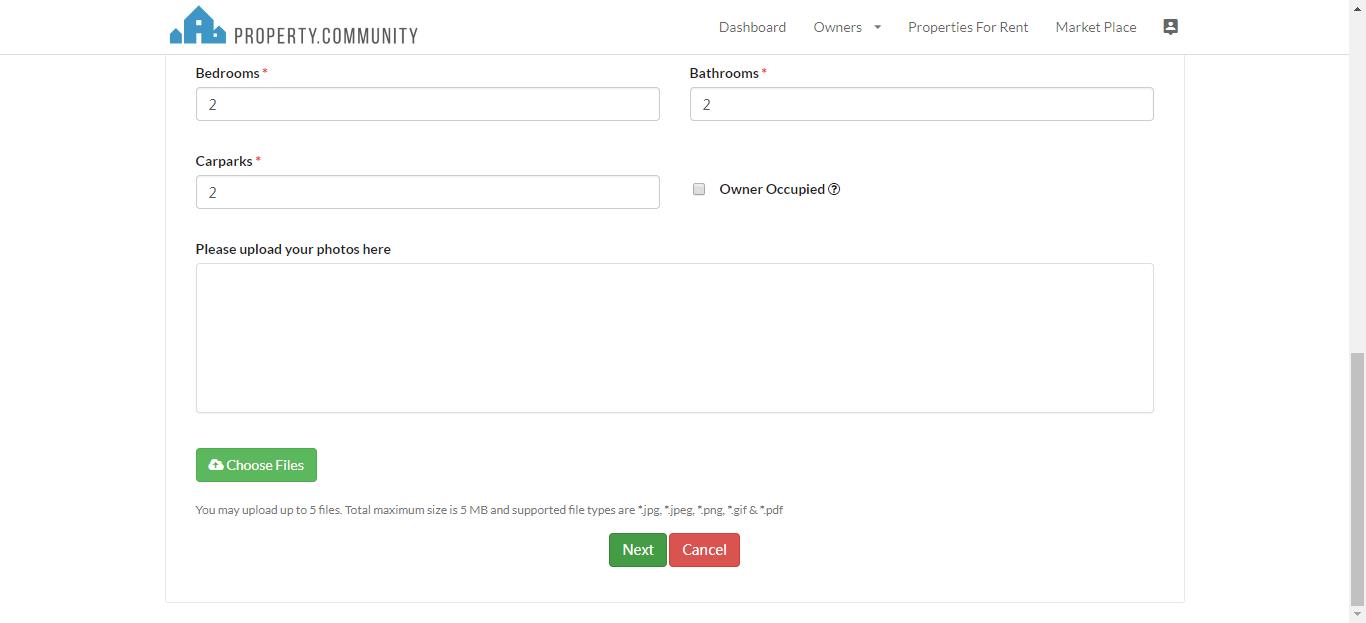 PROPERTY.COMMUNITY
Dashboard Owners Properties For Rent Market Place
Bedrooms * Bathrooms *
2 2
Carparks *
2
Owner Occupied
Please upload your photos here
Choose Files
You may upload up to 5 files. Total maximum size is 5 MB and supported file types are *.jpg, *.jpeg, *.png, *.gif & *.pdf
Next Cancel